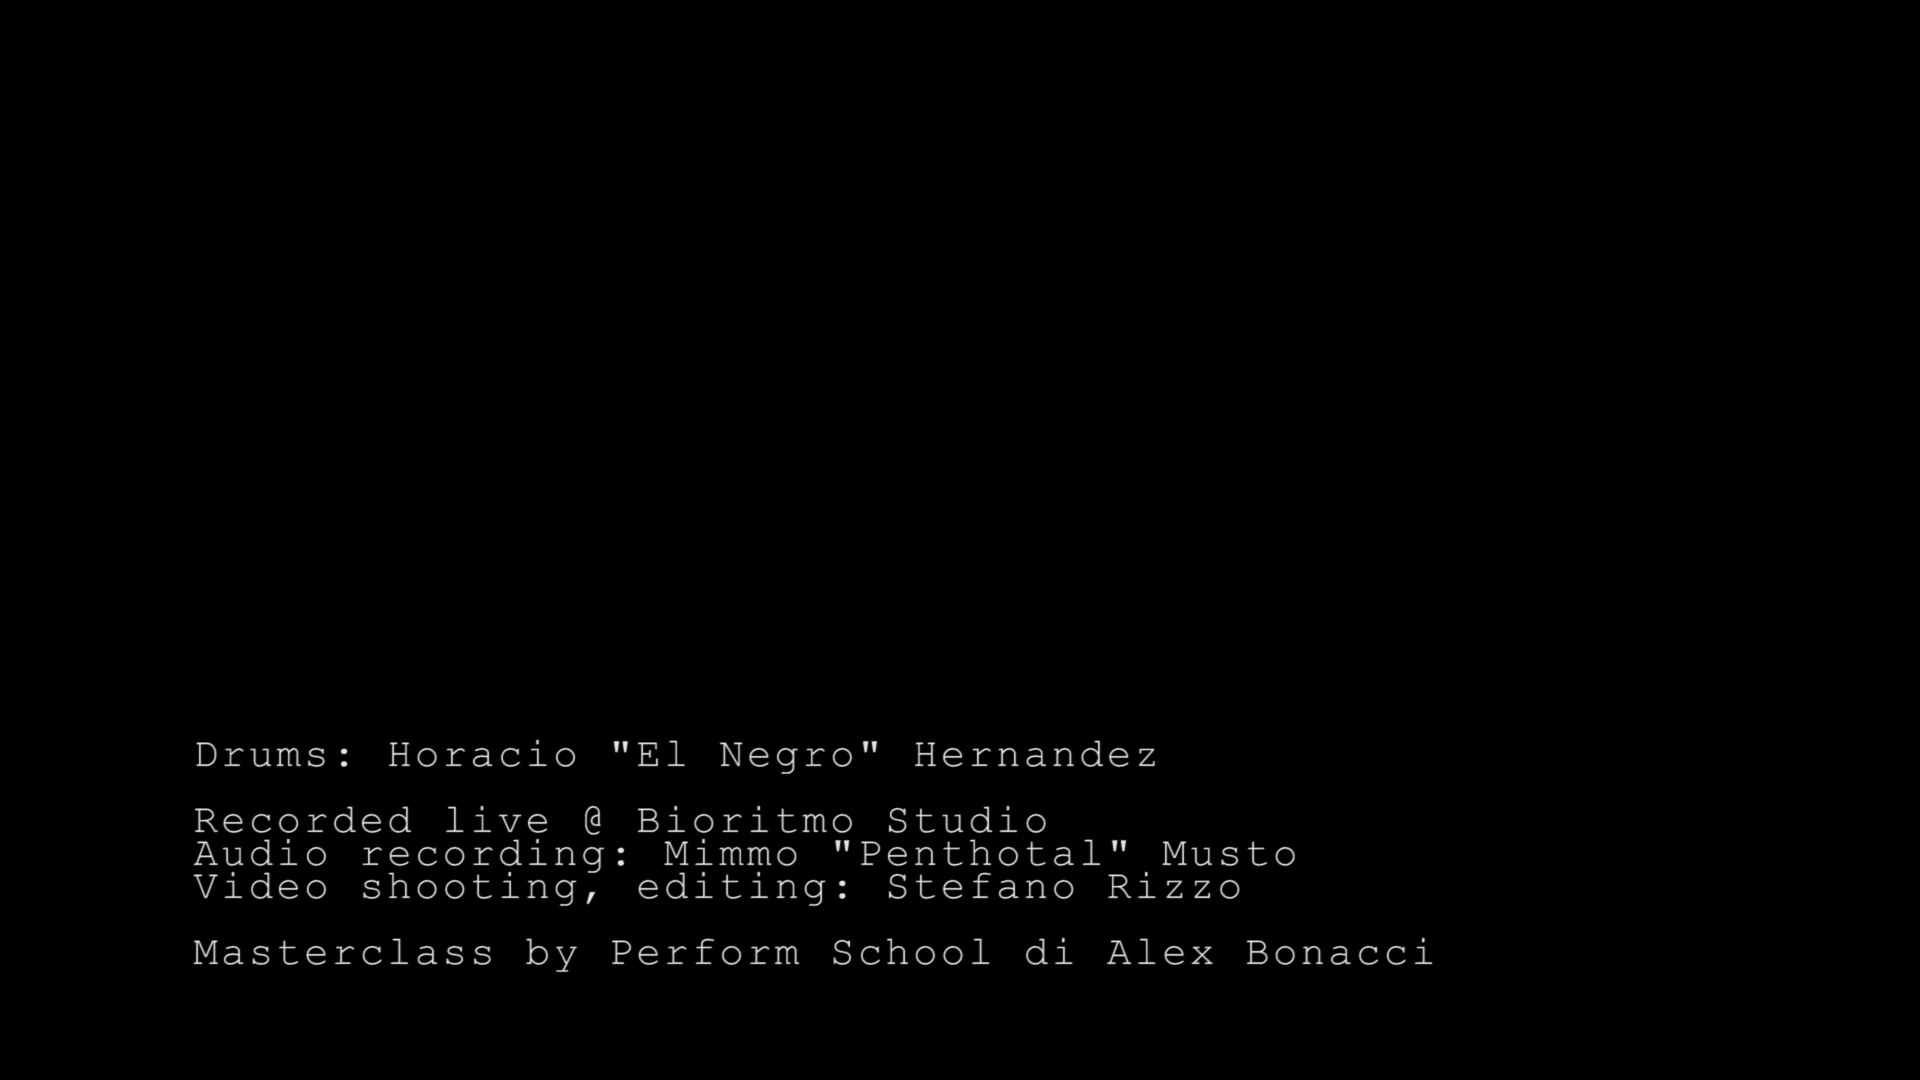 Drums: Horacio "El Negro" Hernandez
Recorded live @ Bioritmo Studio
Audio recording: Mimmo "Penthotal" Musto
Video shooting, editing: Stefano Rizzo
Masterclass by Perform School di Alex Bonacci